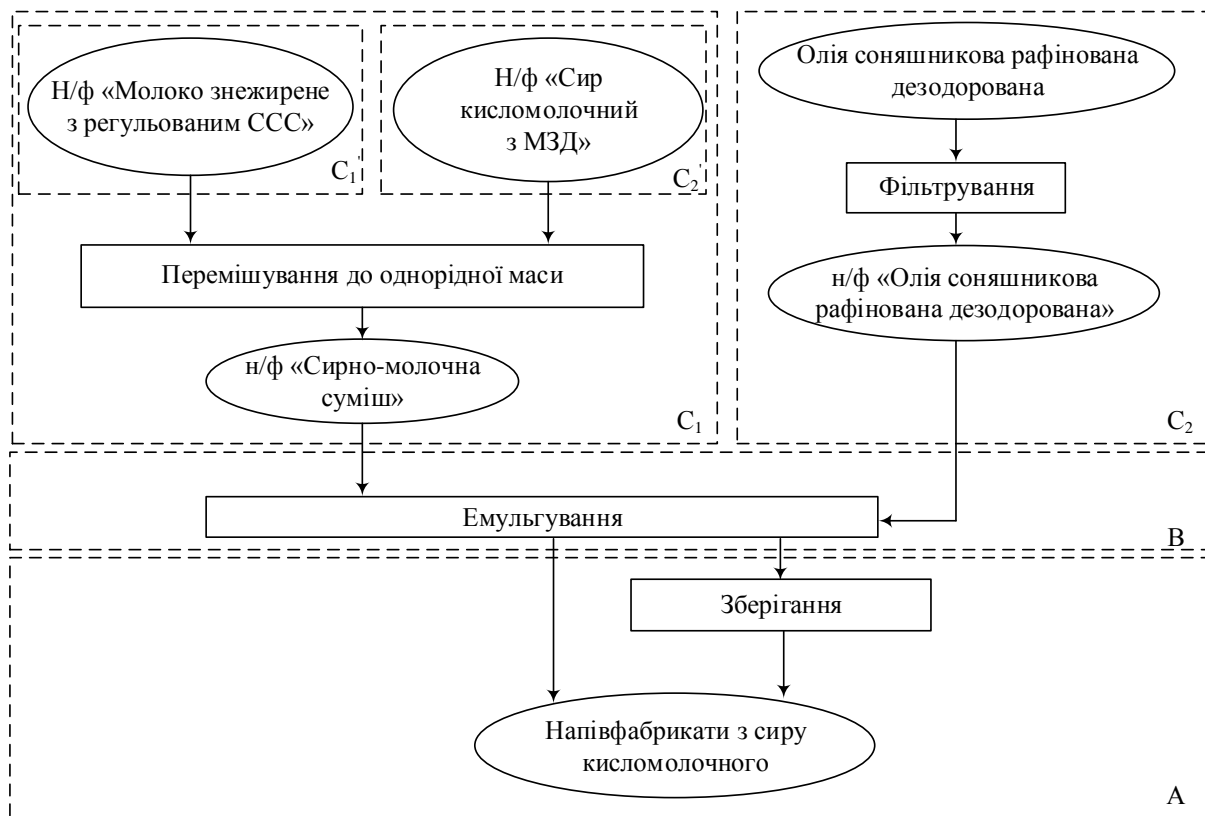 Н/ф «Молоко знежирене
з регульованим ССС»
C₁'
Н/ф «Сир
кисломолочний
з МЗД»
C₂'
Перемішування до однорідної маси
н/ф «Сирно-молочна
суміш»
C₁
Олія соняшникова рафінована
дезодорована
Фільтрування
н/ф «Олія соняшникова
рафінована дезодорована»
C₂
Емульгування
B
Зберігання
Напівфабрикати з сиру
кисломолочного
A